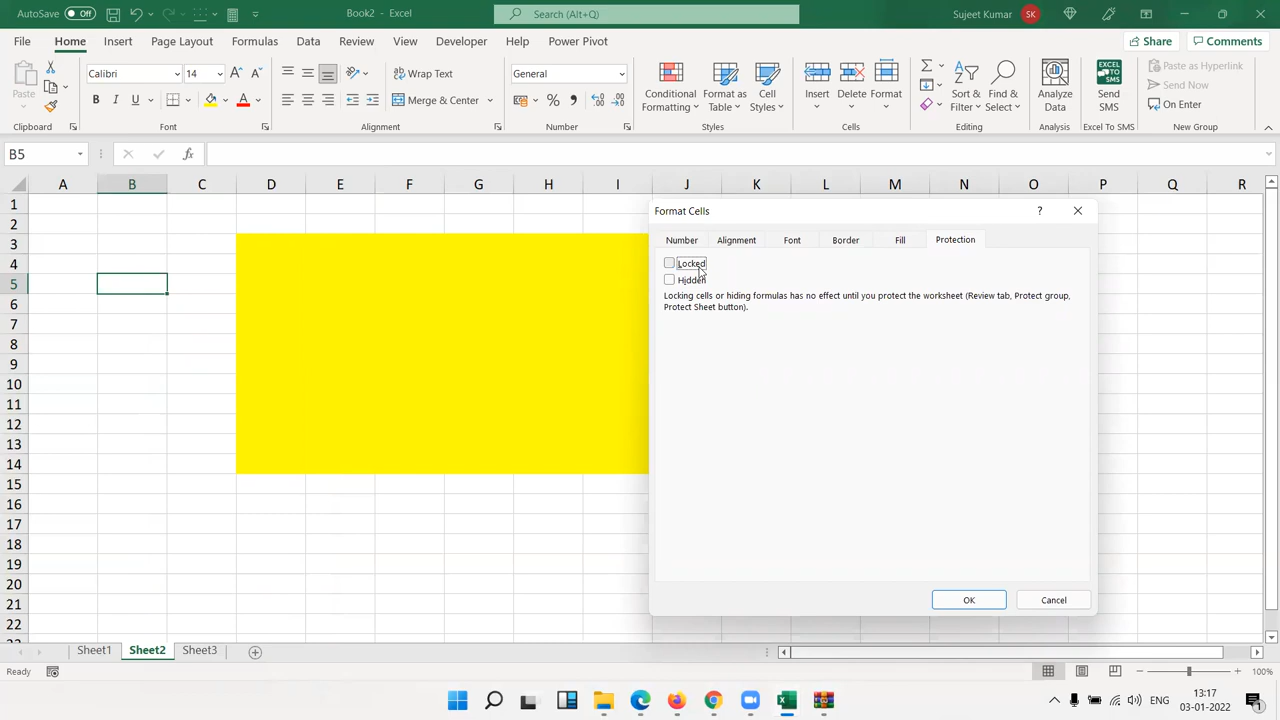 AutoSave Off Book2 - Excel Search (Alt+Q) Sujeet Kumar SK
File Home Insert Page Layout Formulas Data Review View Developer Help Power Pivot Share Comments
Paste Calibri 14 Wrap Text General Conditional Formatting Format as Table Cell Styles Insert Delete Format Sort & Filter Find & Select Analyze Data Send SMS Paste as Hyperlink
B I U A Merge & Center % , Send Now
On Enter
Clipboard Font Alignment Number Styles Cells Editing Analysis Excel To SMS New Group
B5 fx
A B C D E F G H I J K L M N O P Q R
1
2
3
4
5
6
7
8
9
10
11
12
13
14
15
16
17
18
19
20
21
22
Format Cells ?
Number Alignment Font Border Fill Protection
Locked
Hidden
Locking cells or hiding formulas has no effect until you protect the worksheet (Review tab, Protect group,
Protect Sheet button).
OK Cancel
Sheet1 Sheet2 Sheet3
Ready 100%
ENG 13:17
03-01-2022 1